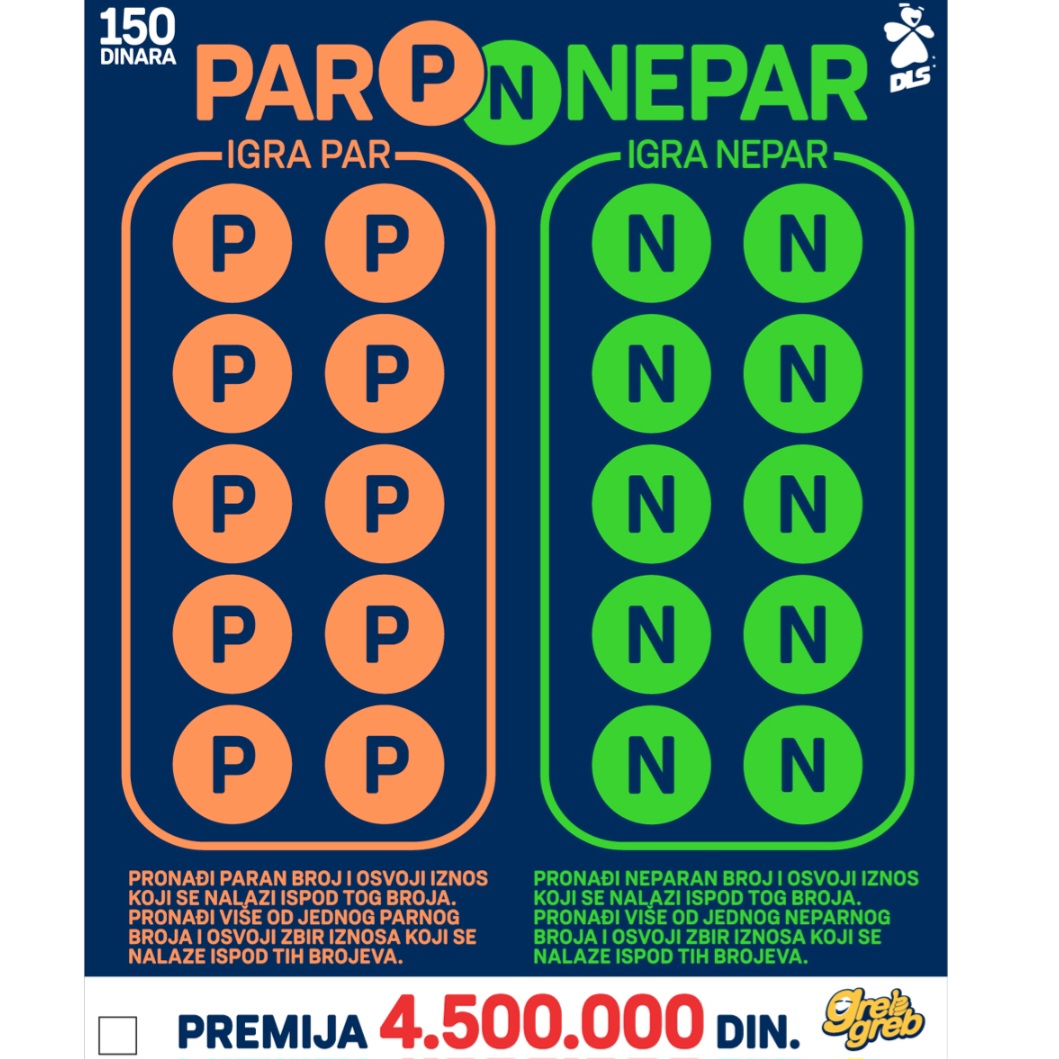 150
DINARA
PAR P N NEPAR
DLS
IGRA PAR
P P
P P
P P
P P
P P
PRONAĐI PARAN BROJ I OSVOJI IZNOS
KOJI SE NALAZI ISPOD TOG BROJA.
PRONAĐI VIŠE OD JEDNOG PARNOG
BROJA I OSVOJI ZBIR IZNOSA KOJI SE
NALAZE ISPOD TIH BROJEVA.
IGRA NEPAR
N N
N N
N N
N N
N N
PRONAĐI NEPARAN BROJ I OSVOJI IZNOS
KOJI SE NALAZI ISPOD TOG BROJA.
PRONAĐI VIŠE OD JEDNOG NEPARNOG
BROJA I OSVOJI ZBIR IZNOSA KOJI SE
NALAZE ISPOD TIH BROJEVA.
PREMIJA 4.500.000 DIN.
greb
greb